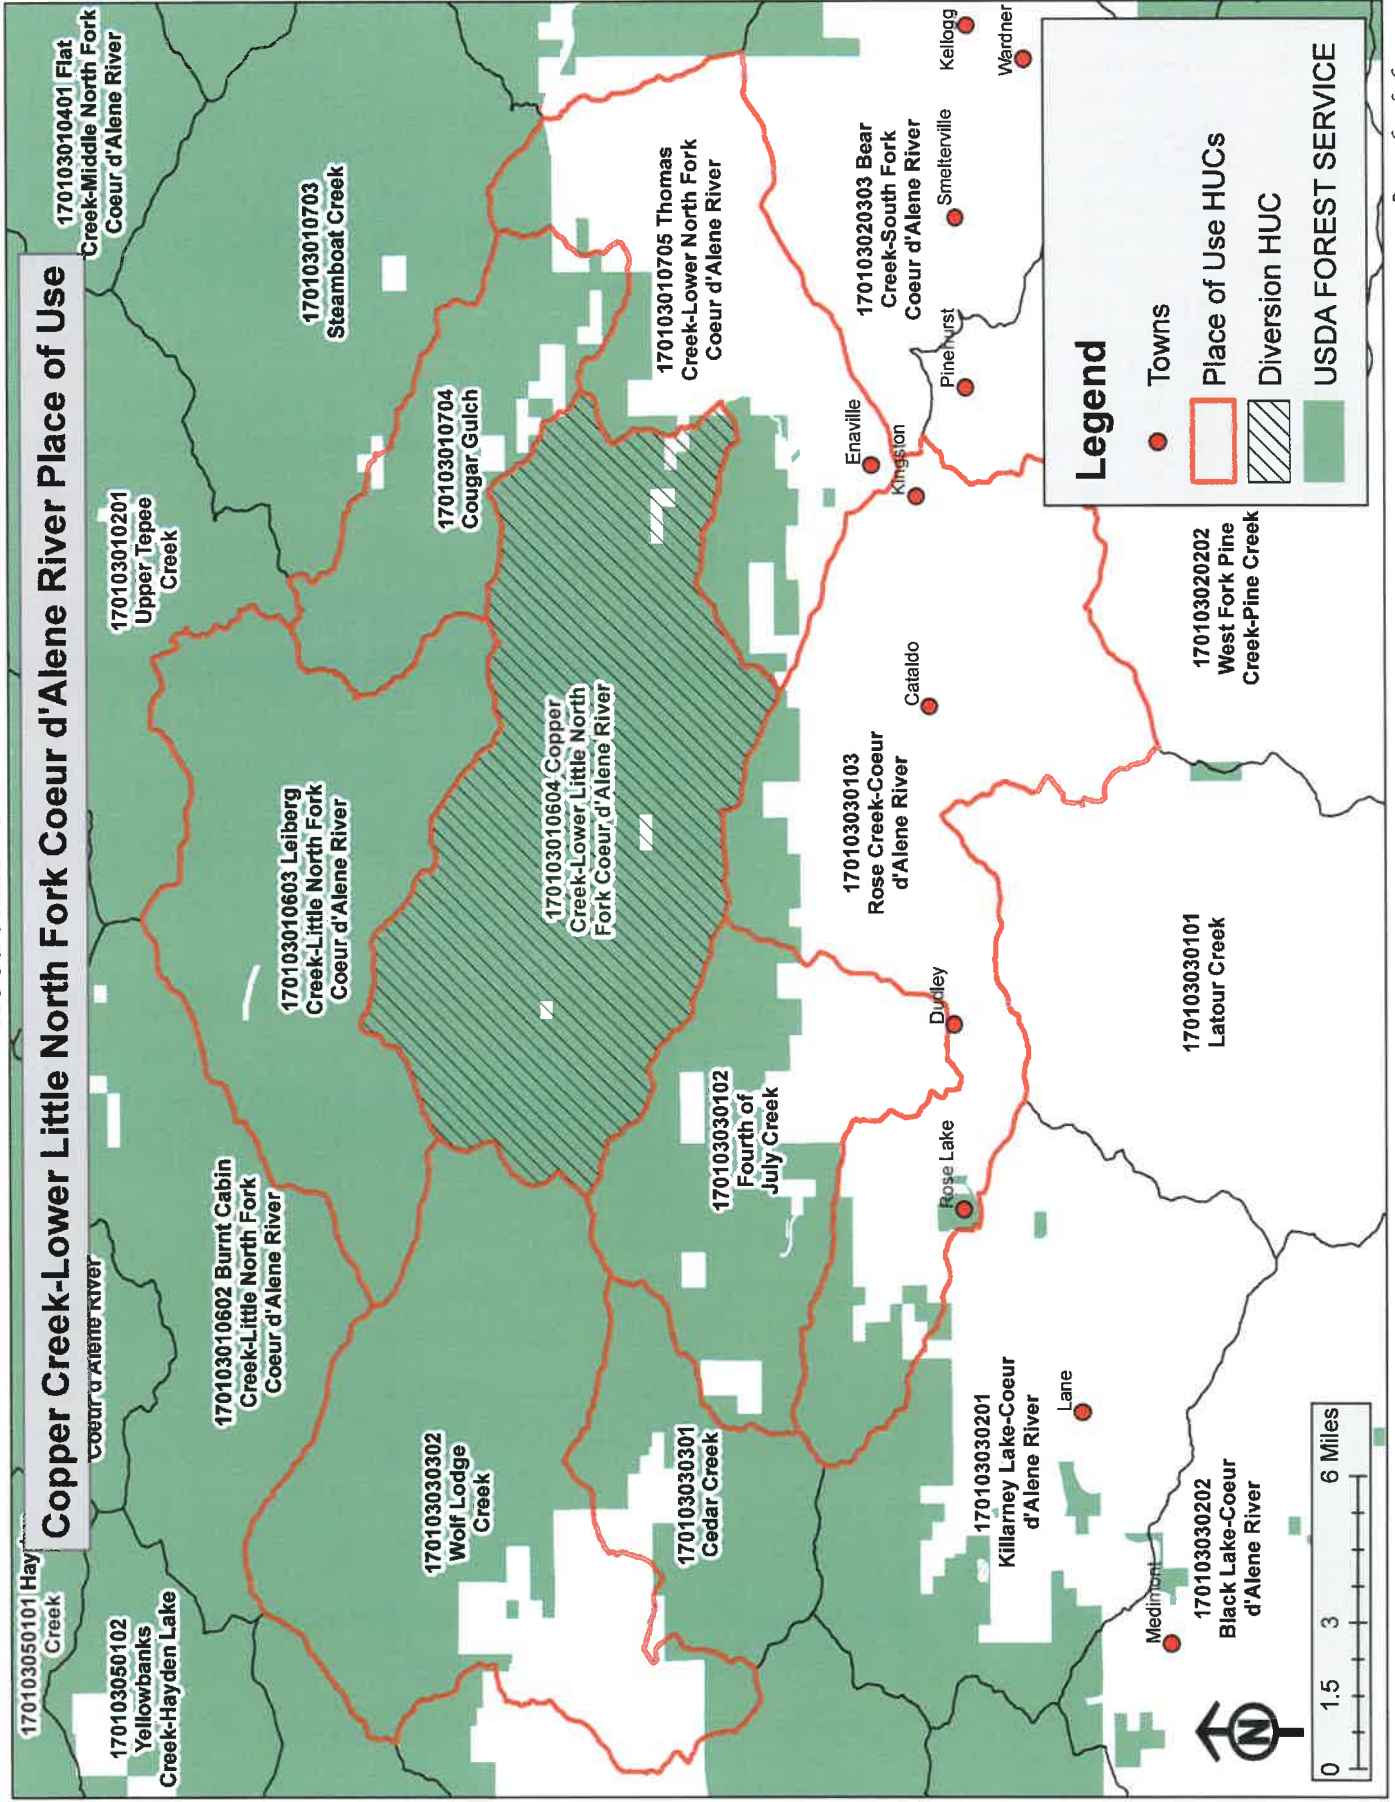 Copper Creek-Lower Little North Fork Coeur d'Alene River Place of Use
170103050101 Hay
Creek
170103050102
Yellowbanks
Creek-Hayden Lake
Coeur d'Alene River
170103010201
Upper Tepee
Creek
170103010401 Flat
Creek-Middle North Fork
Coeur d'Alene River
170103010602 Burnt Cabin
Creek-Little North Fork
Coeur d'Alene River
170103010603 Leiberg
Creek-Little North Fork
Coeur d'Alene River
170103010703
Steamboat Creek
170103010704
Cougar Gulch
170103030302
Wolf Lodge
Creek
170103010604 Copper
Creek-Lower Little North
Fork Coeur d'Alene River
170103010705 Thomas
Creek-Lower North Fork
Coeur d'Alene River
170103030301
Cedar Creek
170103030102
Fourth of
July Creek
170103030103
Rose Creek-Coeur
d'Alene River
170103020303 Bear
Creek-South Fork
Coeur d'Alene River
Enaville
Kingston
Cataldo
Dudley
Rose Lake
Pinehurst
Smelterville
Kellogg
Wardner
170103030201
Killarney Lake-Coeur
d'Alene River
Lane
170103030101
Latour Creek
170103020202
West Fork Pine
Creek-Pine Creek
Medimont
170103030202
Black Lake-Coeur
d'Alene River
N
0 1.5 3 6 Miles
Legend
Towns
Place of Use HUCs
Diversion HUC
USDA FOREST SERVICE